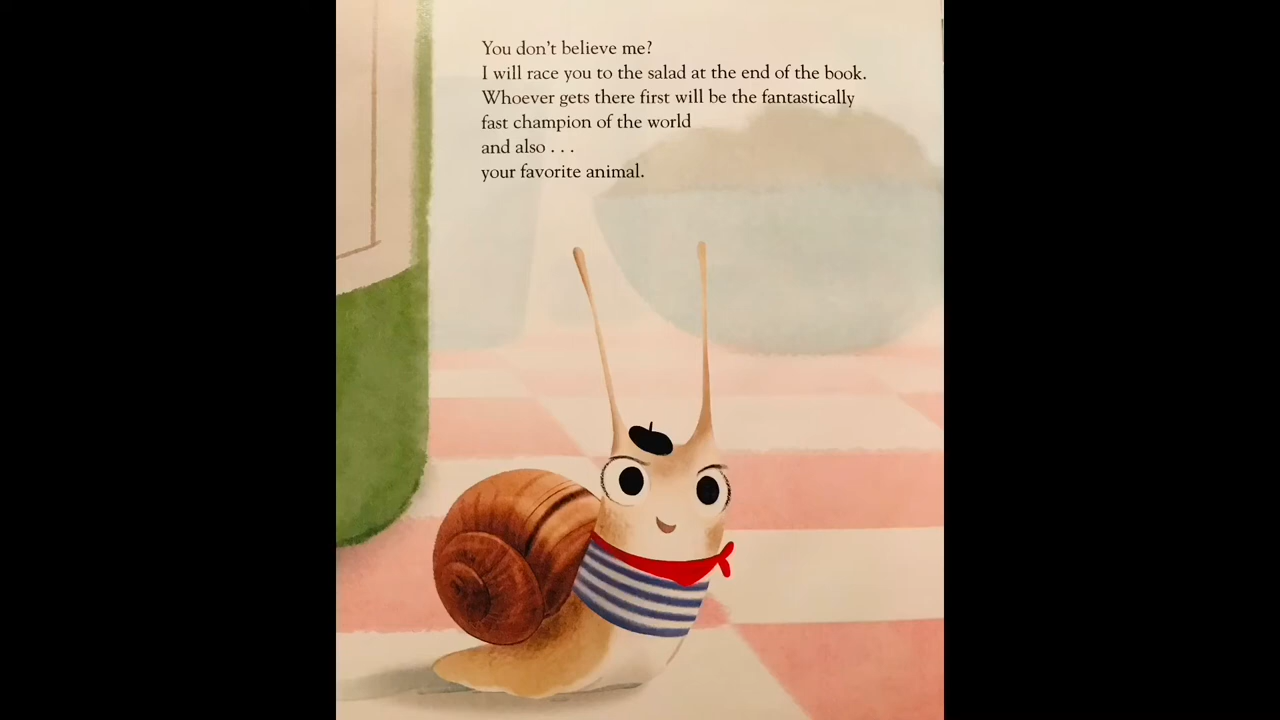 You don't believe me?
I will race you to the salad at the end of the book.
Whoever gets there first will be the fantastically
fast champion of the world
and also . . .
your favorite animal.